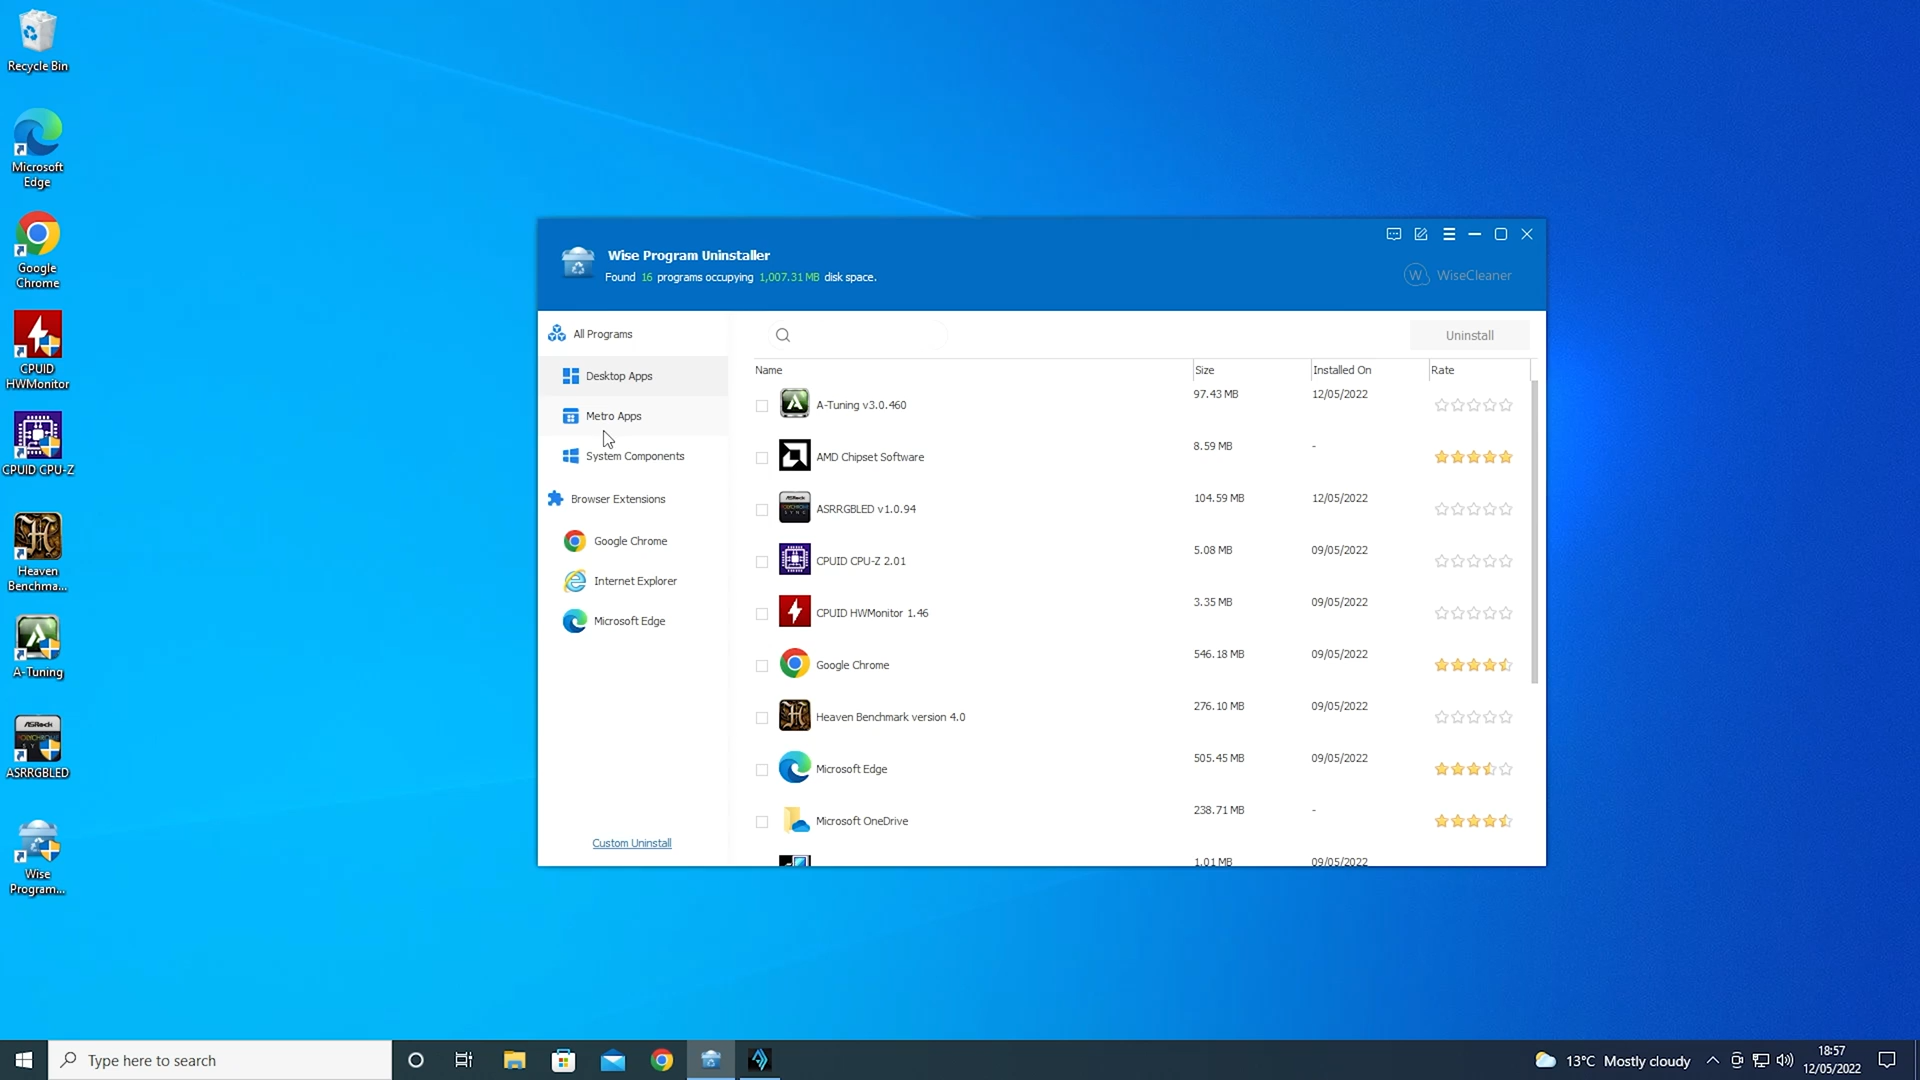 Recycle Bin
Microsoft
Edge
Google
Chrome
CPUID
HWMonitor
CPUID CPU-Z
Heaven
Benchma...
A-Tuning
ASRRGBLED
Wise
Program...
Wise Program Uninstaller
Found 16 programs occupying 1,007.31 MB disk space.
W WiseCleaner
All Programs
Desktop Apps
Metro Apps
System Components
Browser Extensions
Google Chrome
Internet Explorer
Microsoft Edge
Custom Uninstall
Uninstall
Name Size Installed On Rate
A-Tuning v3.0.460 97.43 MB 12/05/2022
AMD Chipset Software 8.59 MB -
ASRRGBLED v1.0.94 104.59 MB 12/05/2022
CPUID CPU-Z 2.01 5.08 MB 09/05/2022
CPUID HWMonitor 1.46 3.35 MB 09/05/2022
Google Chrome 546.18 MB 09/05/2022
Heaven Benchmark version 4.0 276.10 MB 09/05/2022
Microsoft Edge 505.45 MB 09/05/2022
Microsoft OneDrive 238.71 MB -
1.01 MB 09/05/2022
Type here to search
13°C Mostly cloudy
18:57
12/05/2022